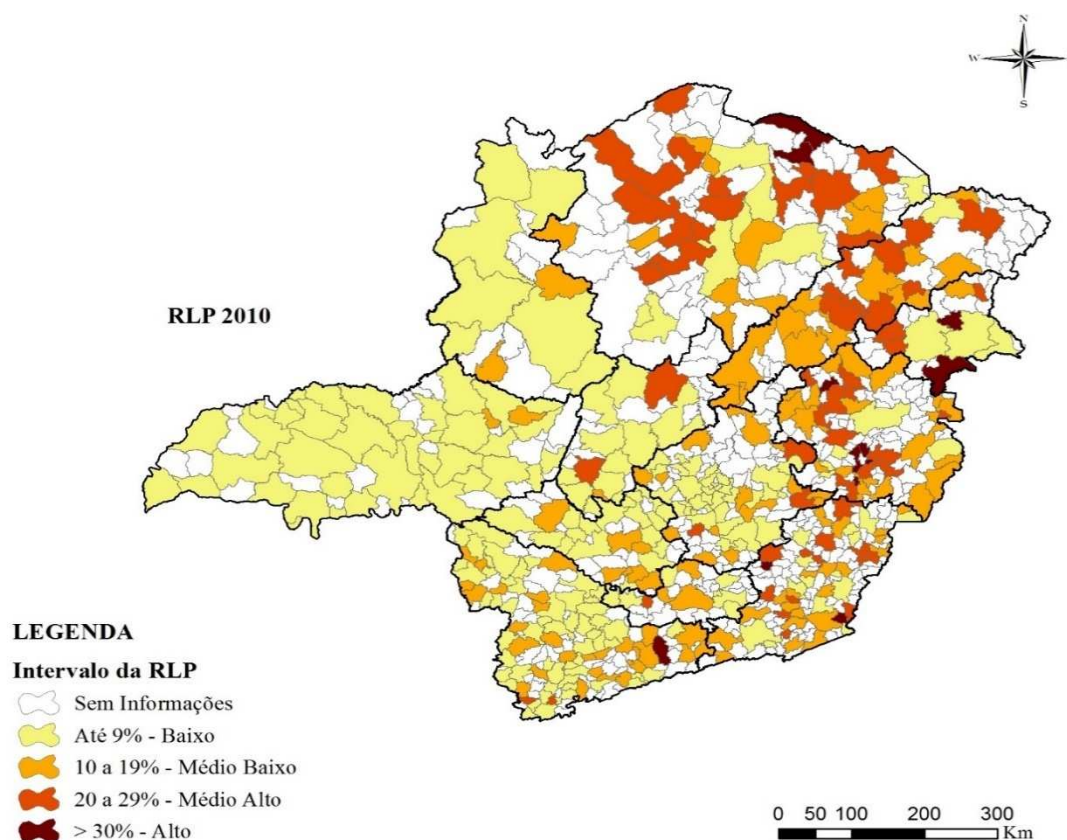 N
W
S
RLP 2010
LEGENDA
Intervalo da RLP
Sem Informações
Até 9% - Baixo
10 a 19% - Médio Baixo
20 a 29% - Médio Alto
> 30% - Alto
0 50 100 200 300
Km